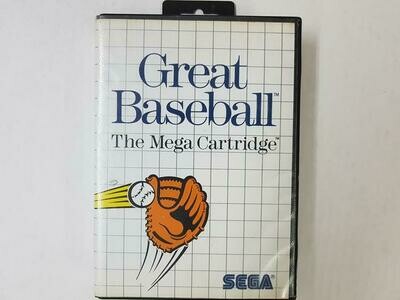 Great
Baseball™
The Mega Cartridge™
SEGA